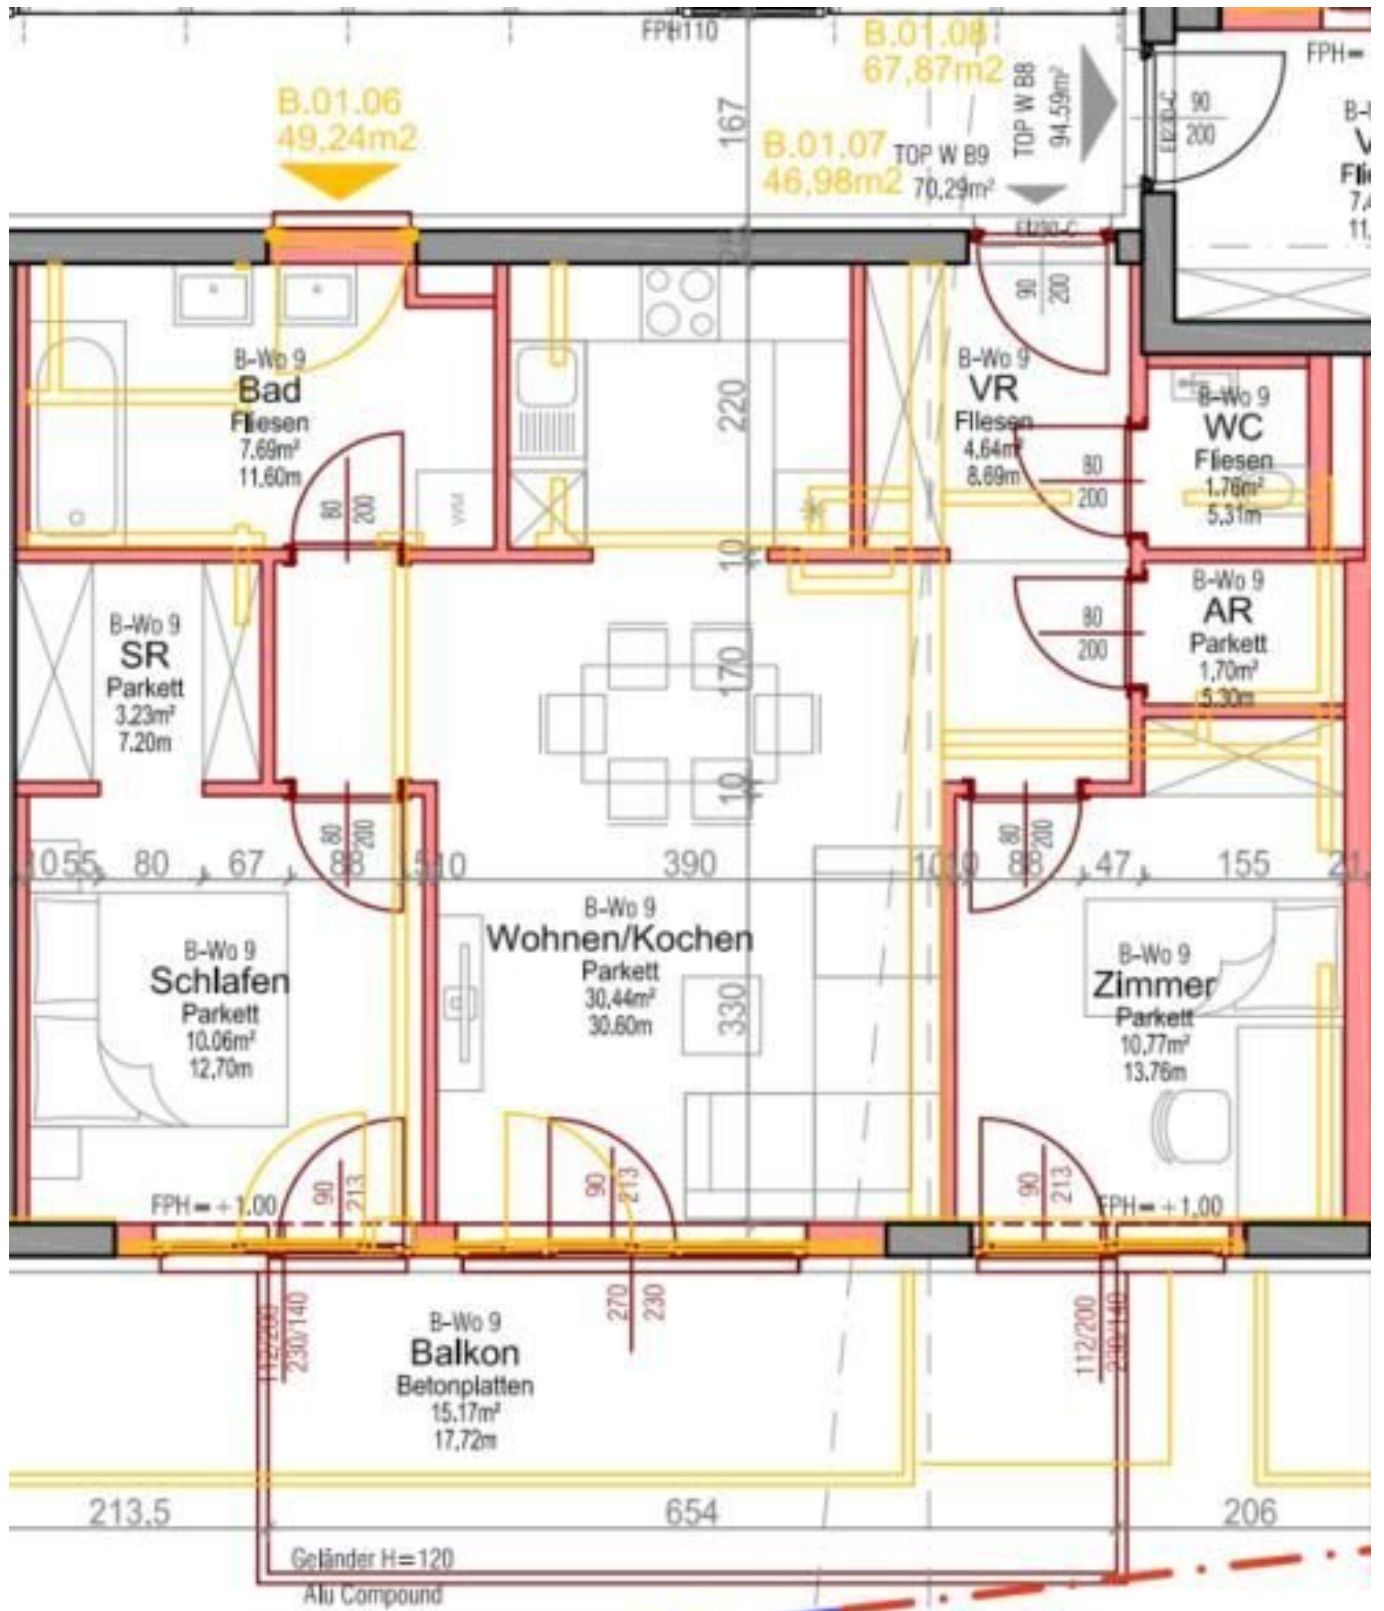 FPH110
B.01.08
67,87m2
FPH=
B.01.06
49,24m2
167
TOP W B8
94.59m²
EI230-C
90
200
B.01.07
46,98m2
TOP W B9
70.29m²
EI230-C
90
200
B-Wo 9
Bad
Fliesen
7.69m²
11.60m
80
200
WM
220
B-Wo 9
VR
Fliesen
4.64m²
8.69m
80
200
B-Wo 9
WC
Fliesen
1.76m²
5.31m
10
B-Wo 9
SR
Parkett
3.23m²
7.20m
170
80
200
B-Wo 9
AR
Parkett
1,70m²
5.30m
10
80
200
80
200
80
67
88
390
88
47
155
B-Wo 9
Schlafen
Parkett
10.06m²
12,70m
B-Wo 9
Wohnen/Kochen
Parkett
30,44m²
30.60m
330
B-Wo 9
Zimmer
Parkett
10,77m²
13.76m
FPH=+1.00
90
213
90
213
90
213
FPH=+1,00
112/200
230/140
270
230
112/200
230/140
B-Wo 9
Balkon
Betonplatten
15.17m²
17,72m
213.5
654
206
Geländer H=120
Alu Compound